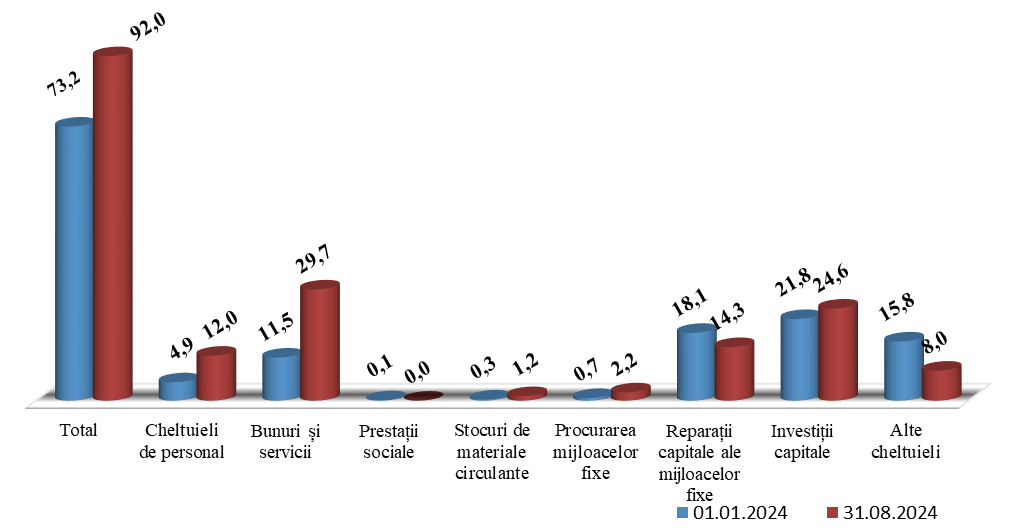 73,2
92,0
4,9
12,0
11,5
29,7
0,1
0,0
0,3
1,2
0,7
2,2
18,1
14,3
21,8
24,6
15,8
8,0
Total
Cheltuieli
de personal
Bunuri și
servicii
Prestații
sociale
Stocuri de
materiale
circulante
Procurarea
mijloacelor
fixe
Reparații
capitale ale
mijloacelor
fixe
Investiții
capitale
Alte
cheltuieli
01.01.2024
31.08.2024